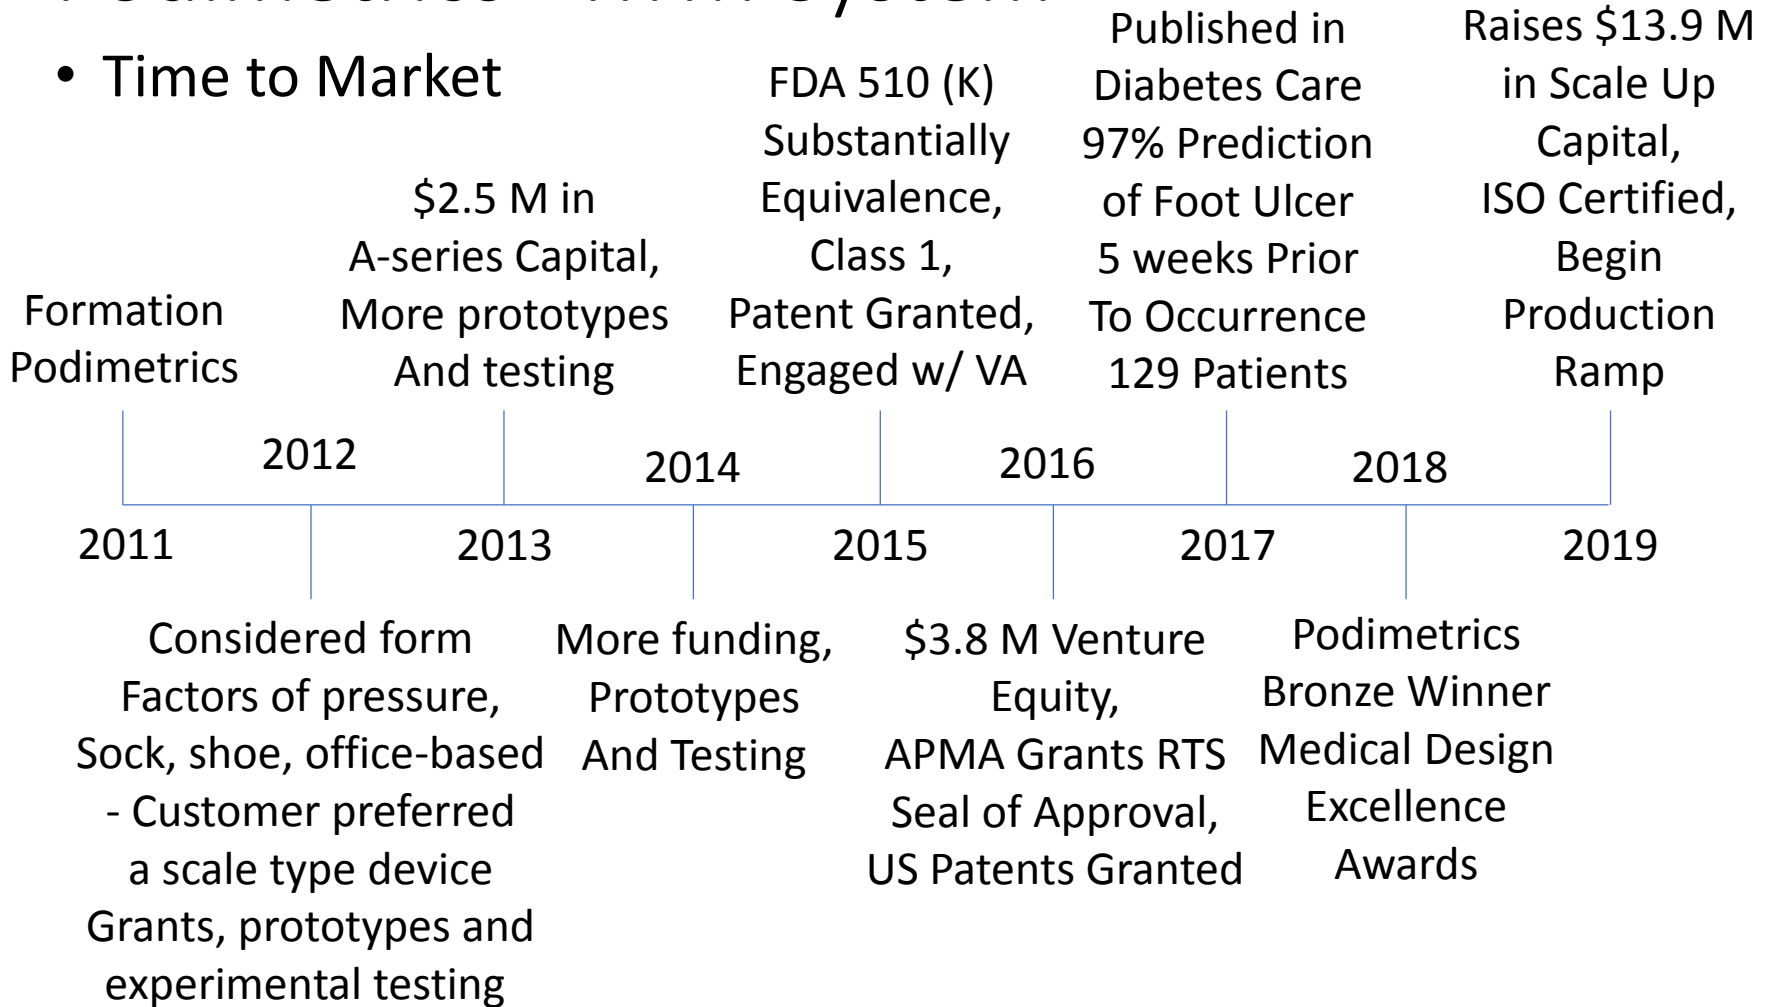 • Time to Market
Formation
Podimetrics
$2.5 M in
A-series Capital,
More prototypes
And testing
FDA 510 (K)
Substantially
Equivalence,
Class 1,
Patent Granted,
Engaged w/ VA
Published in
Diabetes Care
97% Prediction
of Foot Ulcer
5 weeks Prior
To Occurrence
129 Patients
Raises $13.9 M
in Scale Up
Capital,
ISO Certified,
Begin
Production
Ramp
2012
2014
2016
2018
2011
2013
2015
2017
2019
Considered form
Factors of pressure,
Sock, shoe, office-based
- Customer preferred
a scale type device
Grants, prototypes and
experimental testing
More funding,
Prototypes
And Testing
$3.8 M Venture
Equity,
APMA Grants RTS
Seal of Approval,
US Patents Granted
Podimetrics
Bronze Winner
Medical Design
Excellence
Awards